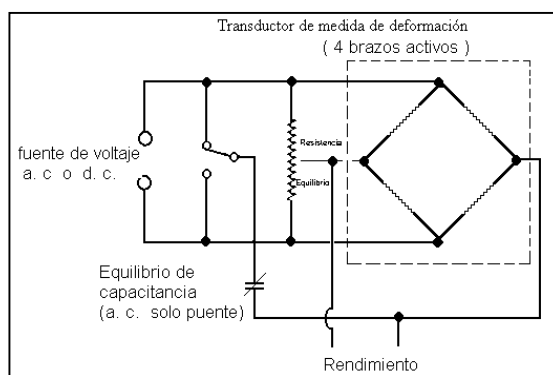 Transductor de medida de deformación
( 4 brazos activos )
fuente de voltaje
a. c o d. c.
Resistencia
Equilibrio
Equilibrio de
capacitancia
(a. c. solo puente)
Rendimiento